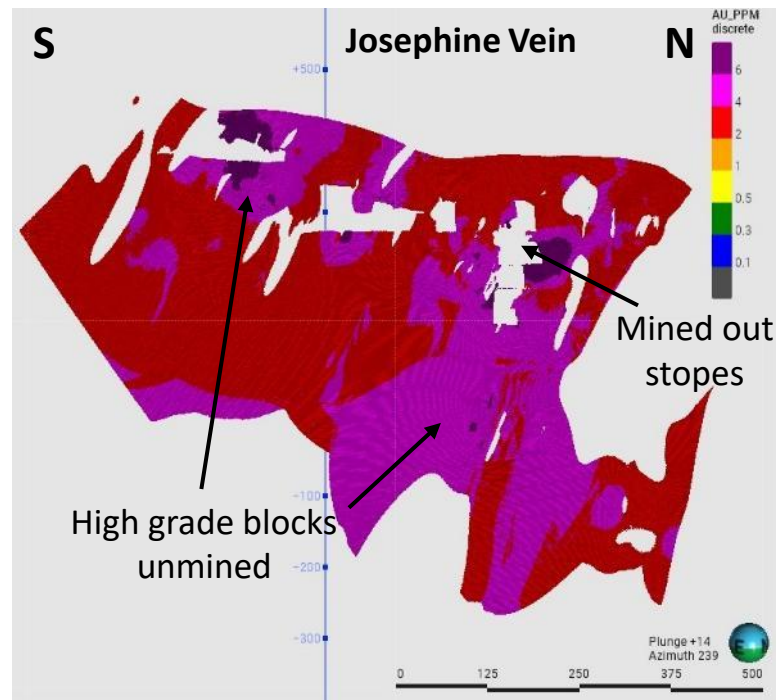 S
Josephine Vein
N
AU_PPM
discrete
6
4
2
1
0.5
0.3
0.1
+500
Mined out
stopes
High grade blocks
unmined
-100
-200
-300
Plunge +14
Azimuth 239
0 125 250 375 500